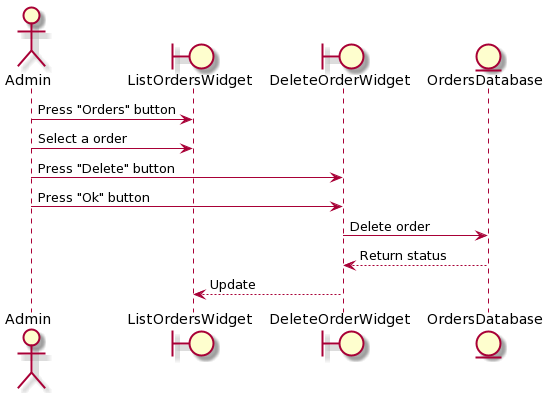 Admin
ListOrdersWidget
DeleteOrderWidget
OrdersDatabase
Press "Orders" button
Select a order
Press "Delete" button
Press "Ok" button
Delete order
Return status
Update
Admin
ListOrdersWidget
DeleteOrderWidget
OrdersDatabase